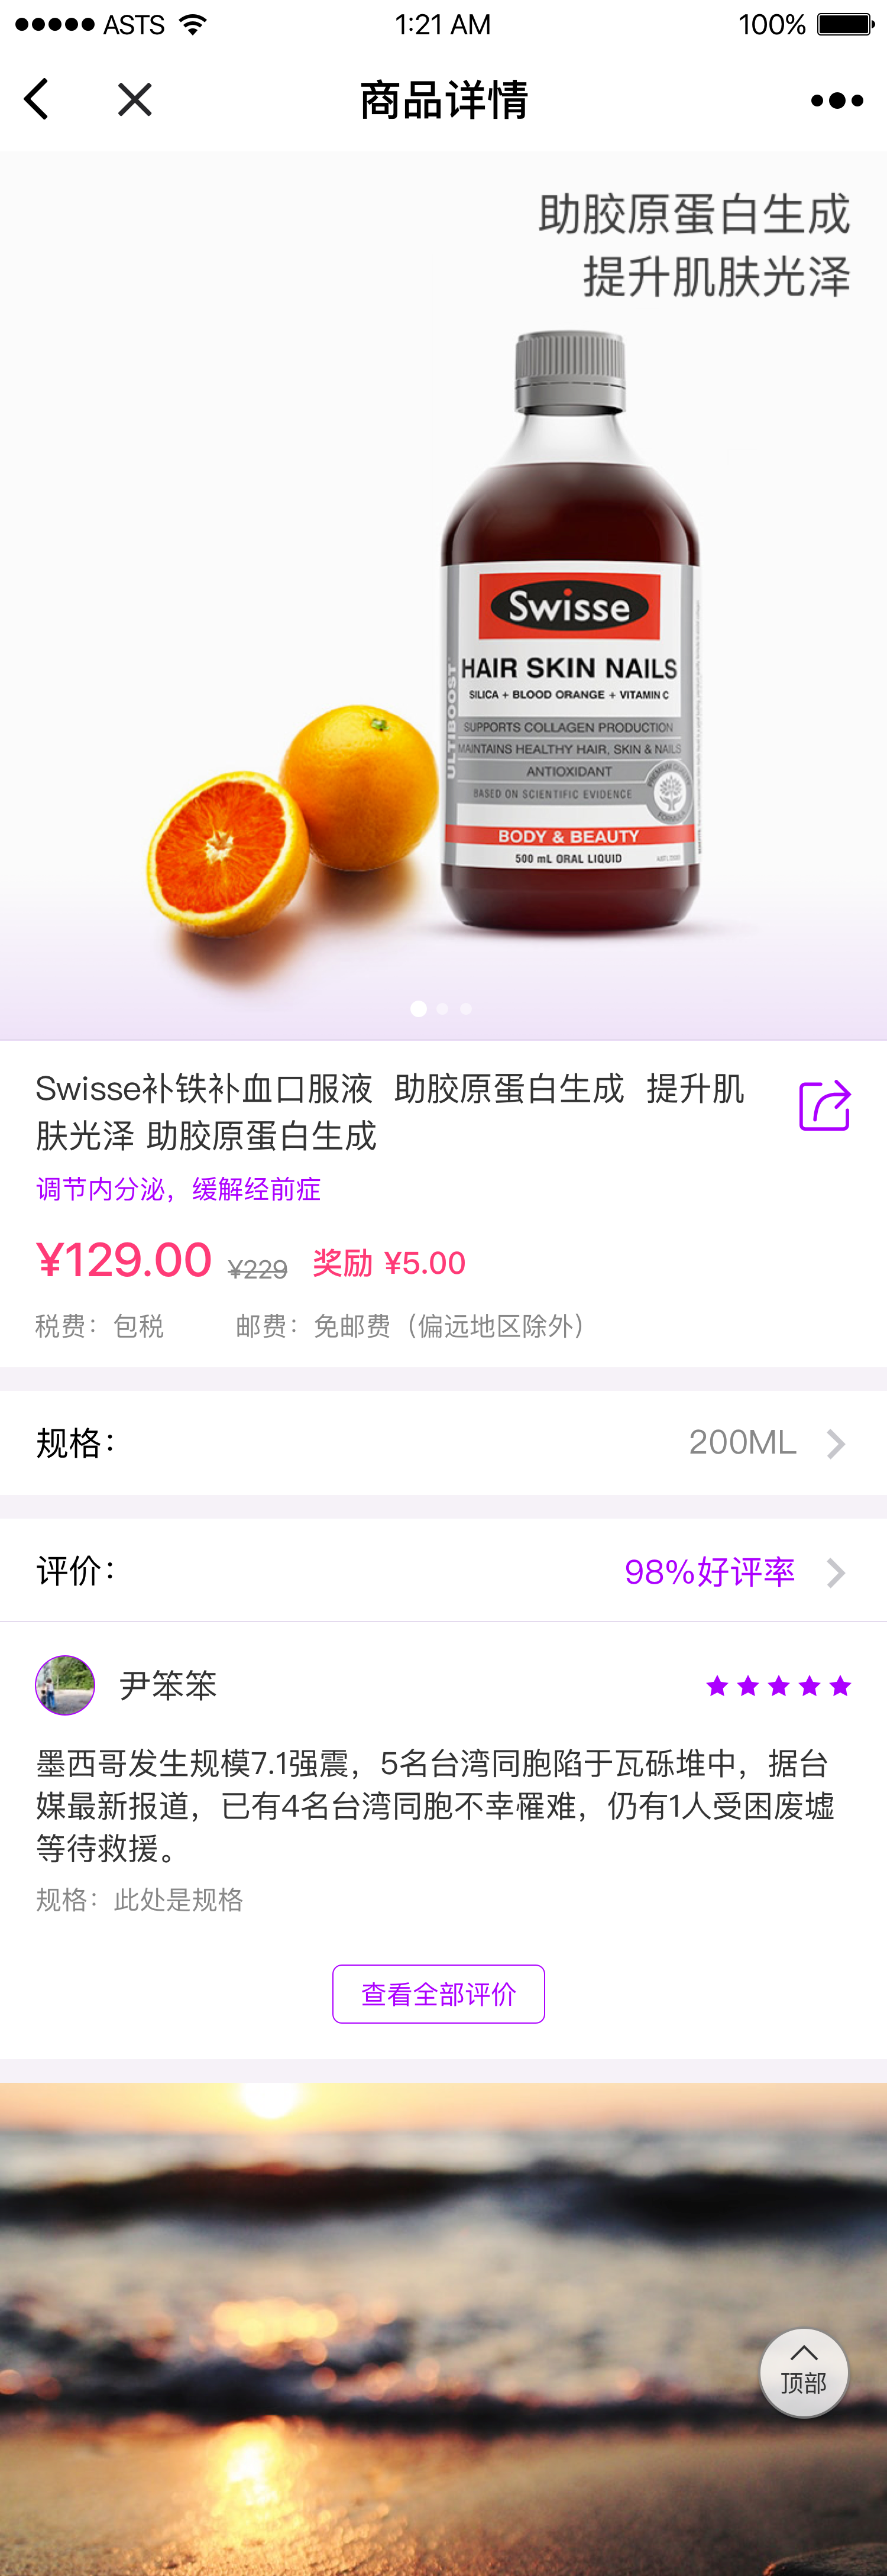 ASTS 1:21 AM 100%
商品详情
助胶原蛋白生成
提升肌肤光泽
Swisse
HAIR SKIN NAILS
SILICA + BLOOD ORANGE + VITAMIN C
ULTIBOOST
SUPPORTS COLLAGEN PRODUCTION
MAINTAINS HEALTHY HAIR, SKIN & NAILS
ANTIOXIDANT
BASED ON SCIENTIFIC EVIDENCE
PREMIUM QUALITY
FORMULA
BODY & BEAUTY
500 mL ORAL LIQUID
Swisse补铁补血口服液 助胶原蛋白生成 提升肌
肤光泽 助胶原蛋白生成
调节内分泌，缓解经前症
¥129.00 ¥229 奖励 ¥5.00
税费：包税 邮费：免邮费（偏远地区除外）
规格： 200ML
评价： 98%好评率
尹笨笨
墨西哥发生规模7.1强震，5名台湾同胞陷于瓦砾堆中，据台
媒最新报道，已有4名台湾同胞不幸罹难，仍有1人受困废墟
等待救援。
规格：此处是规格
查看全部评价
顶部